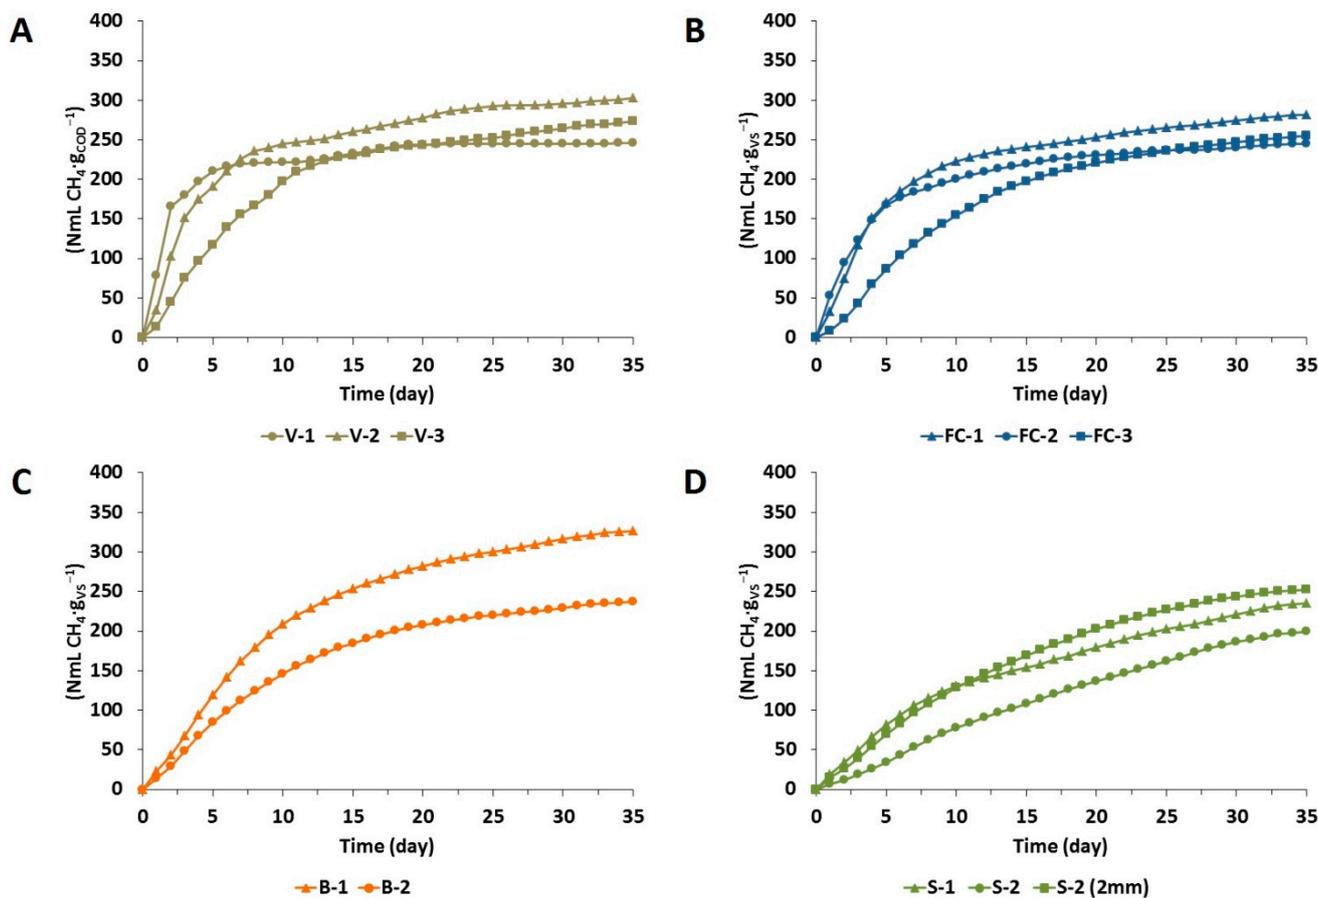 A
(NmL CH₄·g_COD⁻¹)
400
350
300
250
200
150
100
50
0
0 5 10 15 20 25 30 35
Time (day)
V-1 V-2 V-3
B
(NmL CH₄·g_VS⁻¹)
400
350
300
250
200
150
100
50
0
0 5 10 15 20 25 30 35
Time (day)
FC-1 FC-2 FC-3
C
(NmL CH₄·g_VS⁻¹)
400
350
300
250
200
150
100
50
0
0 5 10 15 20 25 30 35
Time (day)
B-1 B-2
D
(NmL CH₄·g_VS⁻¹)
400
350
300
250
200
150
100
50
0
0 5 10 15 20 25 30 35
Time (day)
S-1 S-2 S-2 (2mm)